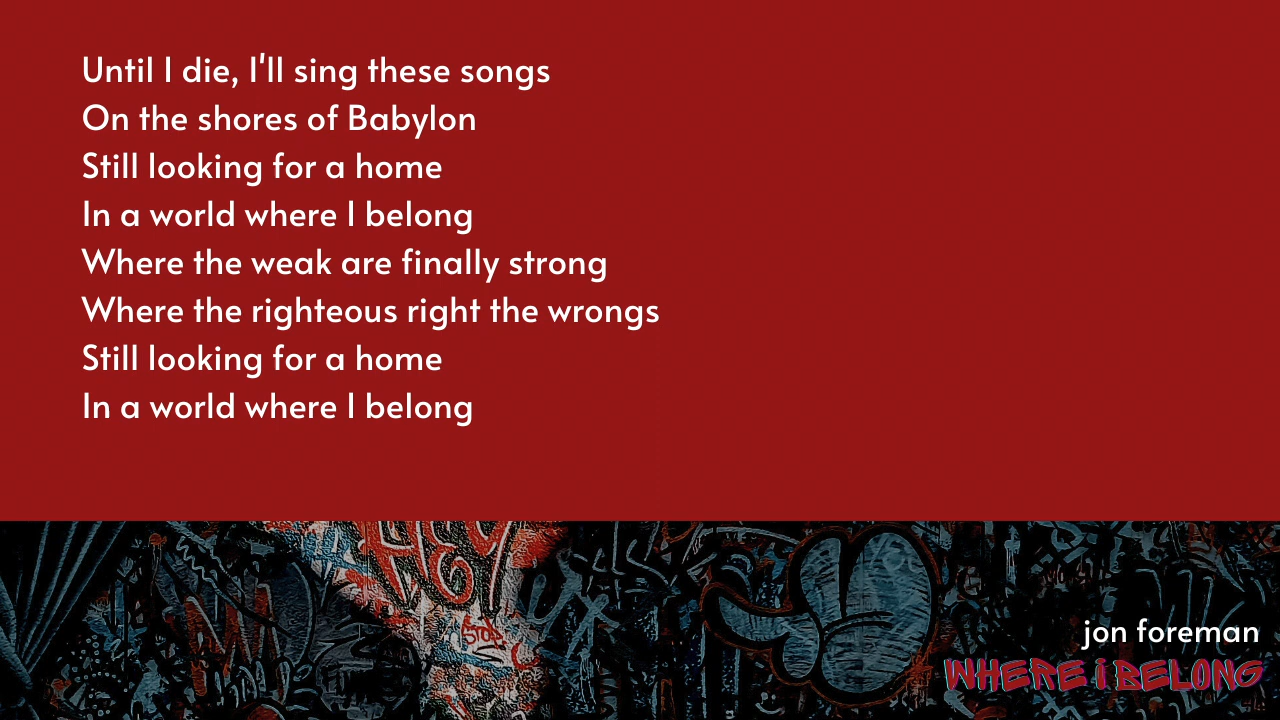 Until I die, I'll sing these songs
On the shores of Babylon
Still looking for a home
In a world where I belong
Where the weak are finally strong
Where the righteous right the wrongs
Still looking for a home
In a world where I belong
HEY
STOP
jon foreman
WHERE i BELONG